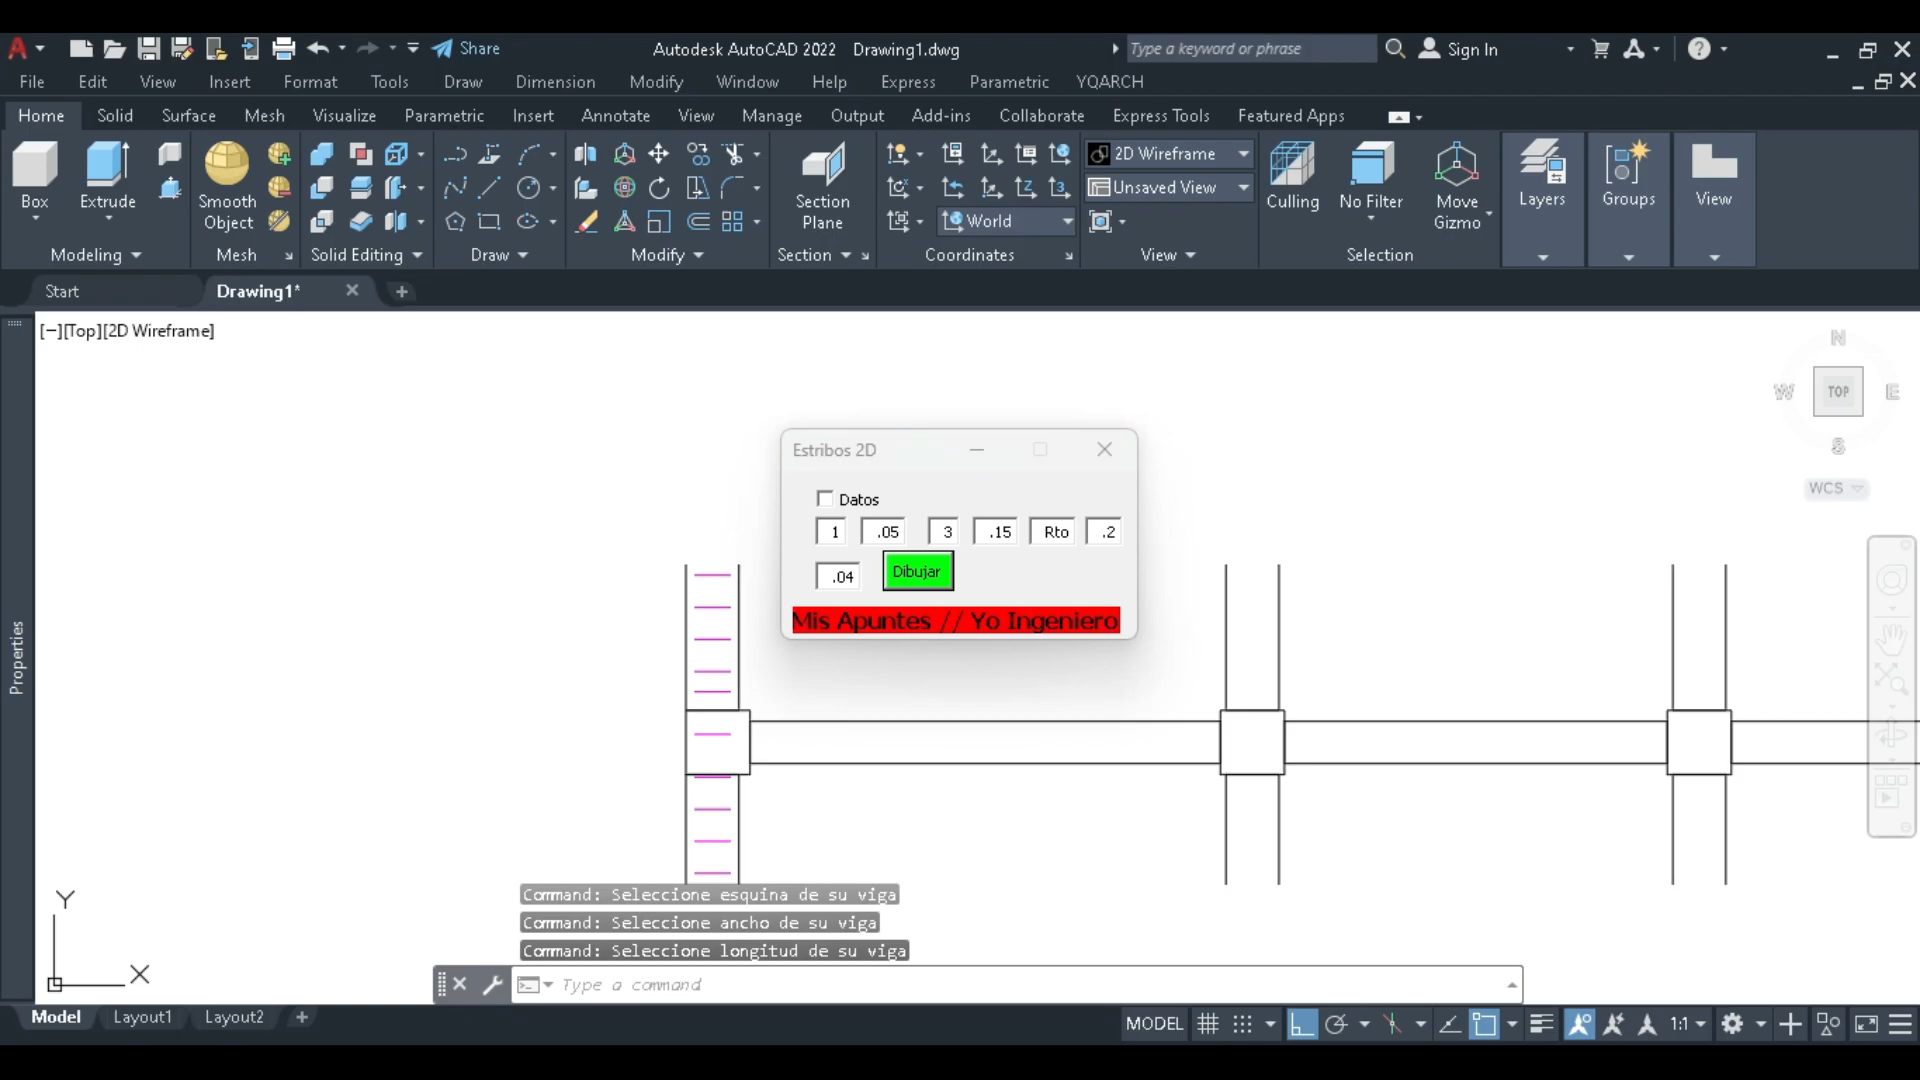 Share
Autodesk AutoCAD 2022 Drawing1.dwg
Type a keyword or phrase
Sign In
File Edit View Insert Format Tools Draw Dimension Modify Window Help Express Parametric YQARCH
Home Solid Surface Mesh Visualize Parametric Insert Annotate View Manage Output Add-ins Collaborate Express Tools Featured Apps
2D Wireframe
Unsaved View
World
Box
Extrude
Smooth
Object
Section
Plane
Culling
No Filter
Move
Gizmo
Layers
Groups
View
Modeling Mesh Solid Editing Draw Modify Section Coordinates View Selection
Start Drawing1*
[−][Top][2D Wireframe]
N
W TOP E
S
WCS
Properties
Estribos 2D
Datos
1 .05 3 .15 Rto .2
.04 Dibujar
Mis Apuntes // Yo Ingeniero
Command: Seleccione esquina de su viga
Command: Seleccione ancho de su viga
Command: Seleccione longitud de su viga
Type a command
Y
X
Model Layout1 Layout2
MODEL 1:1